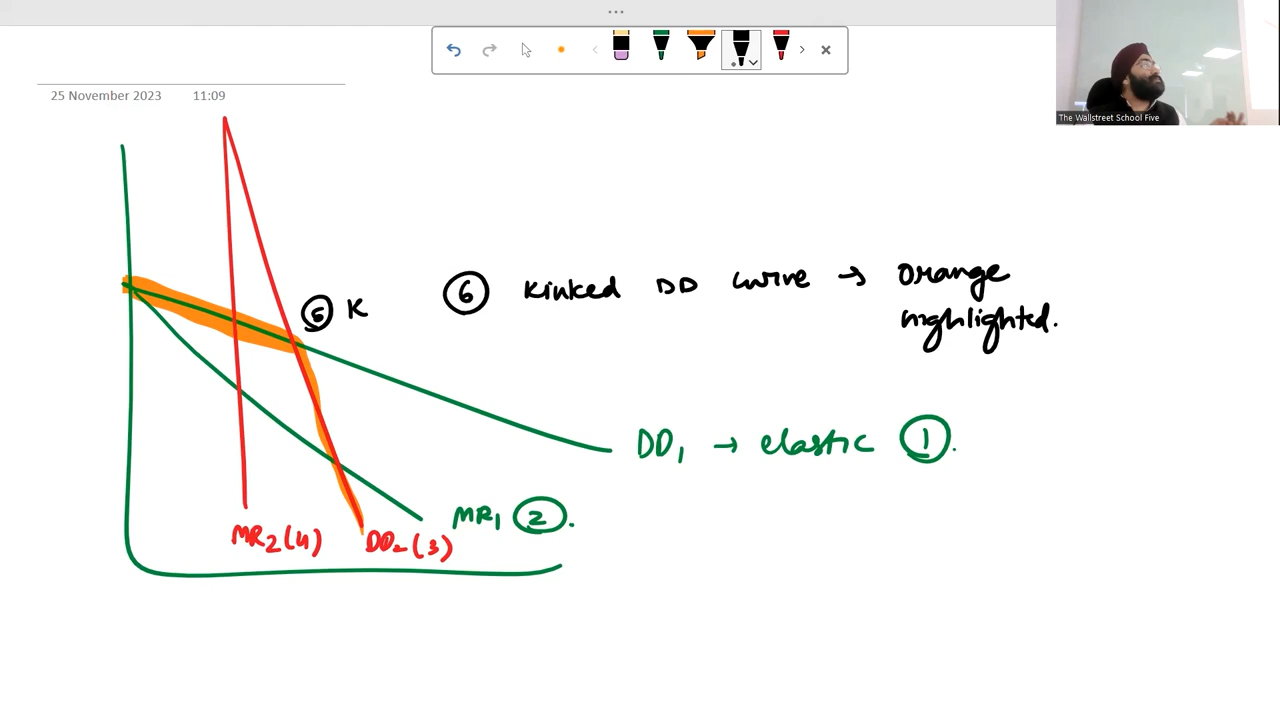 25 November 2023 11:09
The Wallstreet School Five
5 K
6 Kinked DD curve → Orange
highlighted.
DD1 → elastic 1.
MR1 2.
MR2(4) DD2(3)